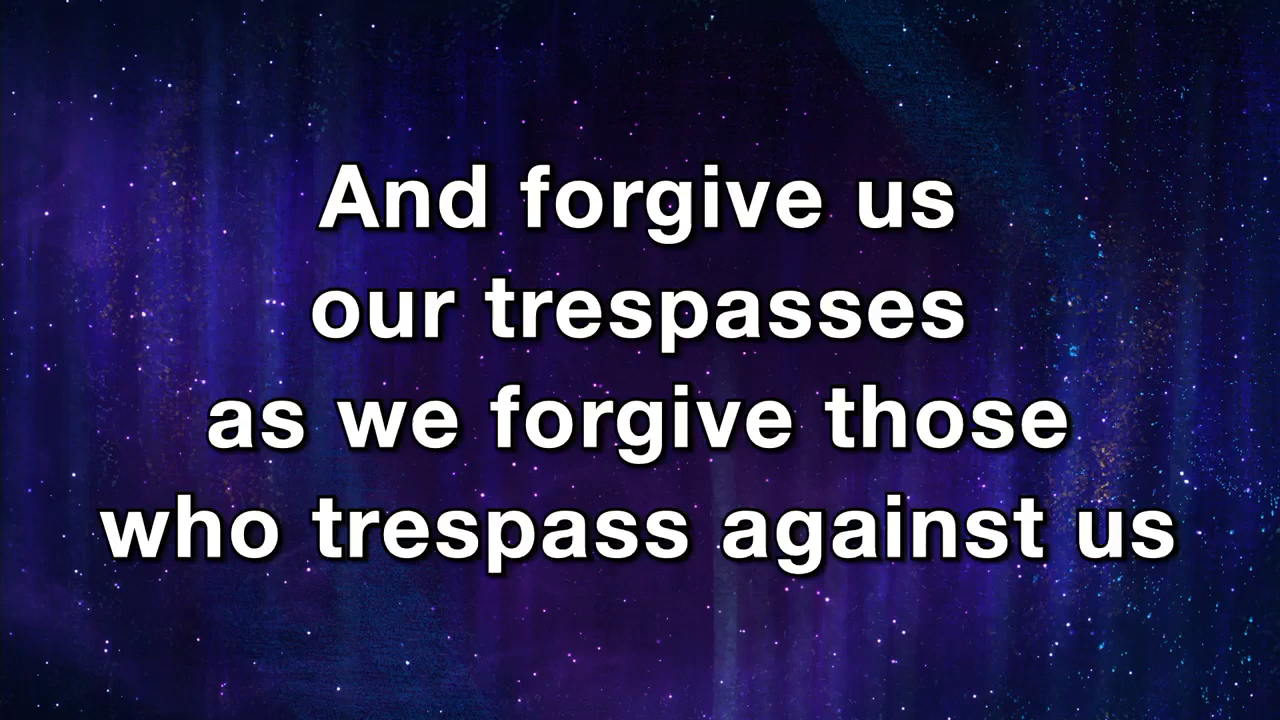 And forgive us
our trespasses
as we forgive those
who trespass against us